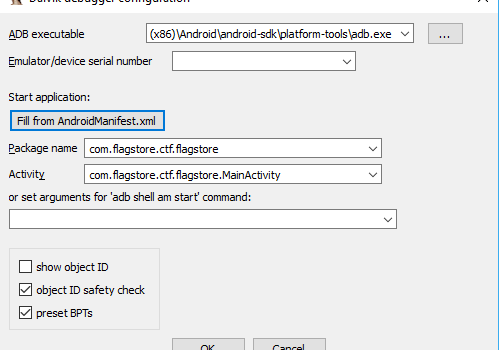 Dalvik debugger configuration
ADB executable
(x86)\Android\android-sdk\platform-tools\adb.exe
...
Emulator/device serial number
Start application:
Fill from AndroidManifest.xml
Package name
com.flagstore.ctf.flagstore
Activity
com.flagstore.ctf.flagstore.MainActivity
or set arguments for 'adb shell am start' command:
show object ID
object ID safety check
preset BPTs
OK
Cancel